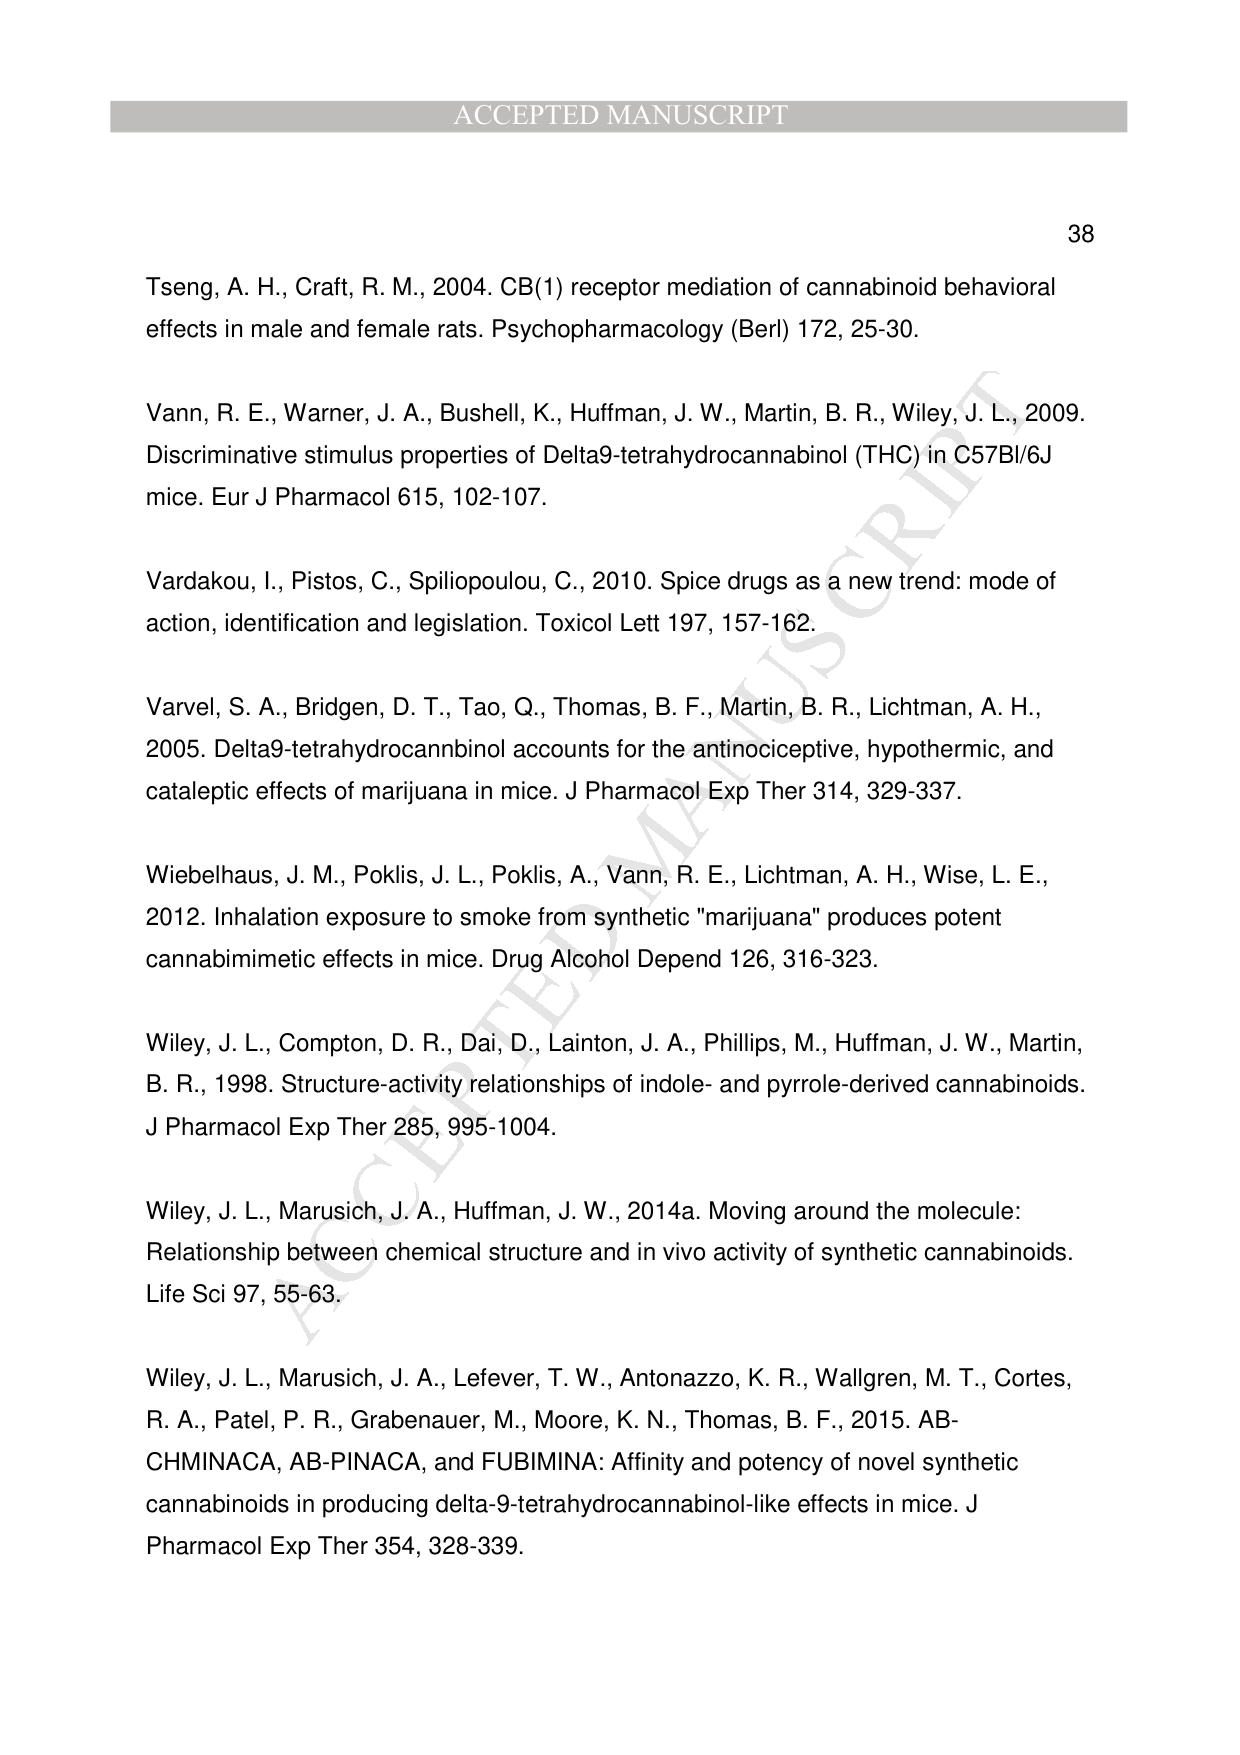 ACCEPTED MANUSCRIPT
38
Tseng, A. H., Craft, R. M., 2004. CB(1) receptor mediation of cannabinoid behavioral
effects in male and female rats. Psychopharmacology (Berl) 172, 25-30.
Vann, R. E., Warner, J. A., Bushell, K., Huffman, J. W., Martin, B. R., Wiley, J. L., 2009.
Discriminative stimulus properties of Delta9-tetrahydrocannabinol (THC) in C57Bl/6J
mice. Eur J Pharmacol 615, 102-107.
Vardakou, I., Pistos, C., Spiliopoulou, C., 2010. Spice drugs as a new trend: mode of
action, identification and legislation. Toxicol Lett 197, 157-162.
Varvel, S. A., Bridgen, D. T., Tao, Q., Thomas, B. F., Martin, B. R., Lichtman, A. H.,
2005. Delta9-tetrahydrocannbinol accounts for the antinociceptive, hypothermic, and
cataleptic effects of marijuana in mice. J Pharmacol Exp Ther 314, 329-337.
Wiebelhaus, J. M., Poklis, J. L., Poklis, A., Vann, R. E., Lichtman, A. H., Wise, L. E.,
2012. Inhalation exposure to smoke from synthetic "marijuana" produces potent
cannabimimetic effects in mice. Drug Alcohol Depend 126, 316-323.
Wiley, J. L., Compton, D. R., Dai, D., Lainton, J. A., Phillips, M., Huffman, J. W., Martin,
B. R., 1998. Structure-activity relationships of indole- and pyrrole-derived cannabinoids.
J Pharmacol Exp Ther 285, 995-1004.
Wiley, J. L., Marusich, J. A., Huffman, J. W., 2014a. Moving around the molecule:
Relationship between chemical structure and in vivo activity of synthetic cannabinoids.
Life Sci 97, 55-63.
Wiley, J. L., Marusich, J. A., Lefever, T. W., Antonazzo, K. R., Wallgren, M. T., Cortes,
R. A., Patel, P. R., Grabenauer, M., Moore, K. N., Thomas, B. F., 2015. AB-
CHMINACA, AB-PINACA, and FUBIMINA: Affinity and potency of novel synthetic
cannabinoids in producing delta-9-tetrahydrocannabinol-like effects in mice. J
Pharmacol Exp Ther 354, 328-339.
ACCEPTED MANUSCRIPT